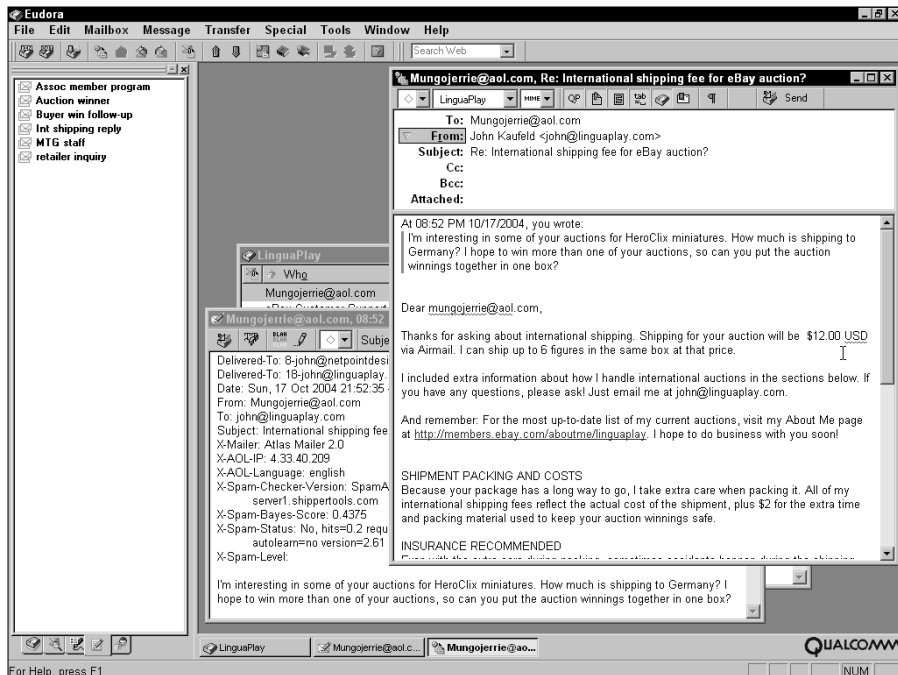 Eudora
File Edit Mailbox Message Transfer Special Tools Window Help
Search Web
Assoc member program
Auction winner
Buyer win follow-up
Int shipping reply
MTG staff
retailer inquiry
LinguaPlay
Who
Mungojerrie@aol.com
Mungojerrie@aol.com, 08:52
BLAH
BLAH
Subje
Delivered-To: 8-john@netpointdesi
Delivered-To: 18-john@linguaplay.
Date: Sun, 17 Oct 2004 21:52:35 -
From: Mungojerrie@aol.com
To: john@linguaplay.com
Subject: International shipping fee
X-Mailer: Atlas Mailer 2.0
X-AOL-IP: 4.33.40.209
X-AOL-Language: english
X-Spam-Checker-Version: SpamA
server1.shippertools.com
X-Spam-Bayes-Score: 0.4375
X-Spam-Status: No, hits=0.2 requ
autolearn=no version=2.61
X-Spam-Level:
I'm interesting in some of your auctions for HeroClix miniatures. How much is shipping to Germany? I
hope to win more than one of your auctions, so can you put the auction winnings together in one box?
Mungojerrie@aol.com, Re: International shipping fee for eBay auction?
LinguaPlay MIME QP tab Send
To: Mungojerrie@aol.com
From: John Kaufeld <john@linguaplay.com>
Subject: Re: International shipping fee for eBay auction?
Cc:
Bcc:
Attached:
At 08:52 PM 10/17/2004, you wrote:
I'm interesting in some of your auctions for HeroClix miniatures. How much is shipping to
Germany? I hope to win more than one of your auctions, so can you put the auction
winnings together in one box?
Dear mungojerrie@aol.com,
Thanks for asking about international shipping. Shipping for your auction will be $12.00 USD
via Airmail. I can ship up to 6 figures in the same box at that price.
I included extra information about how I handle international auctions in the sections below. If
you have any questions, please ask! Just email me at john@linguaplay.com.
And remember: For the most up-to-date list of my current auctions, visit my About Me page
at http://members.ebay.com/aboutme/linguaplay. I hope to do business with you soon!
SHIPMENT PACKING AND COSTS
Because your package has a long way to go, I take extra care when packing it. All of my
international shipping fees reflect the actual cost of the shipment, plus $2 for the extra time
and packing material used to keep your auction winnings safe.
INSURANCE RECOMMENDED
LinguaPlay
Mungojerrie@aol.c...
Mungojerrie@ao...
QUALCOMM
For Help, press F1
NUM